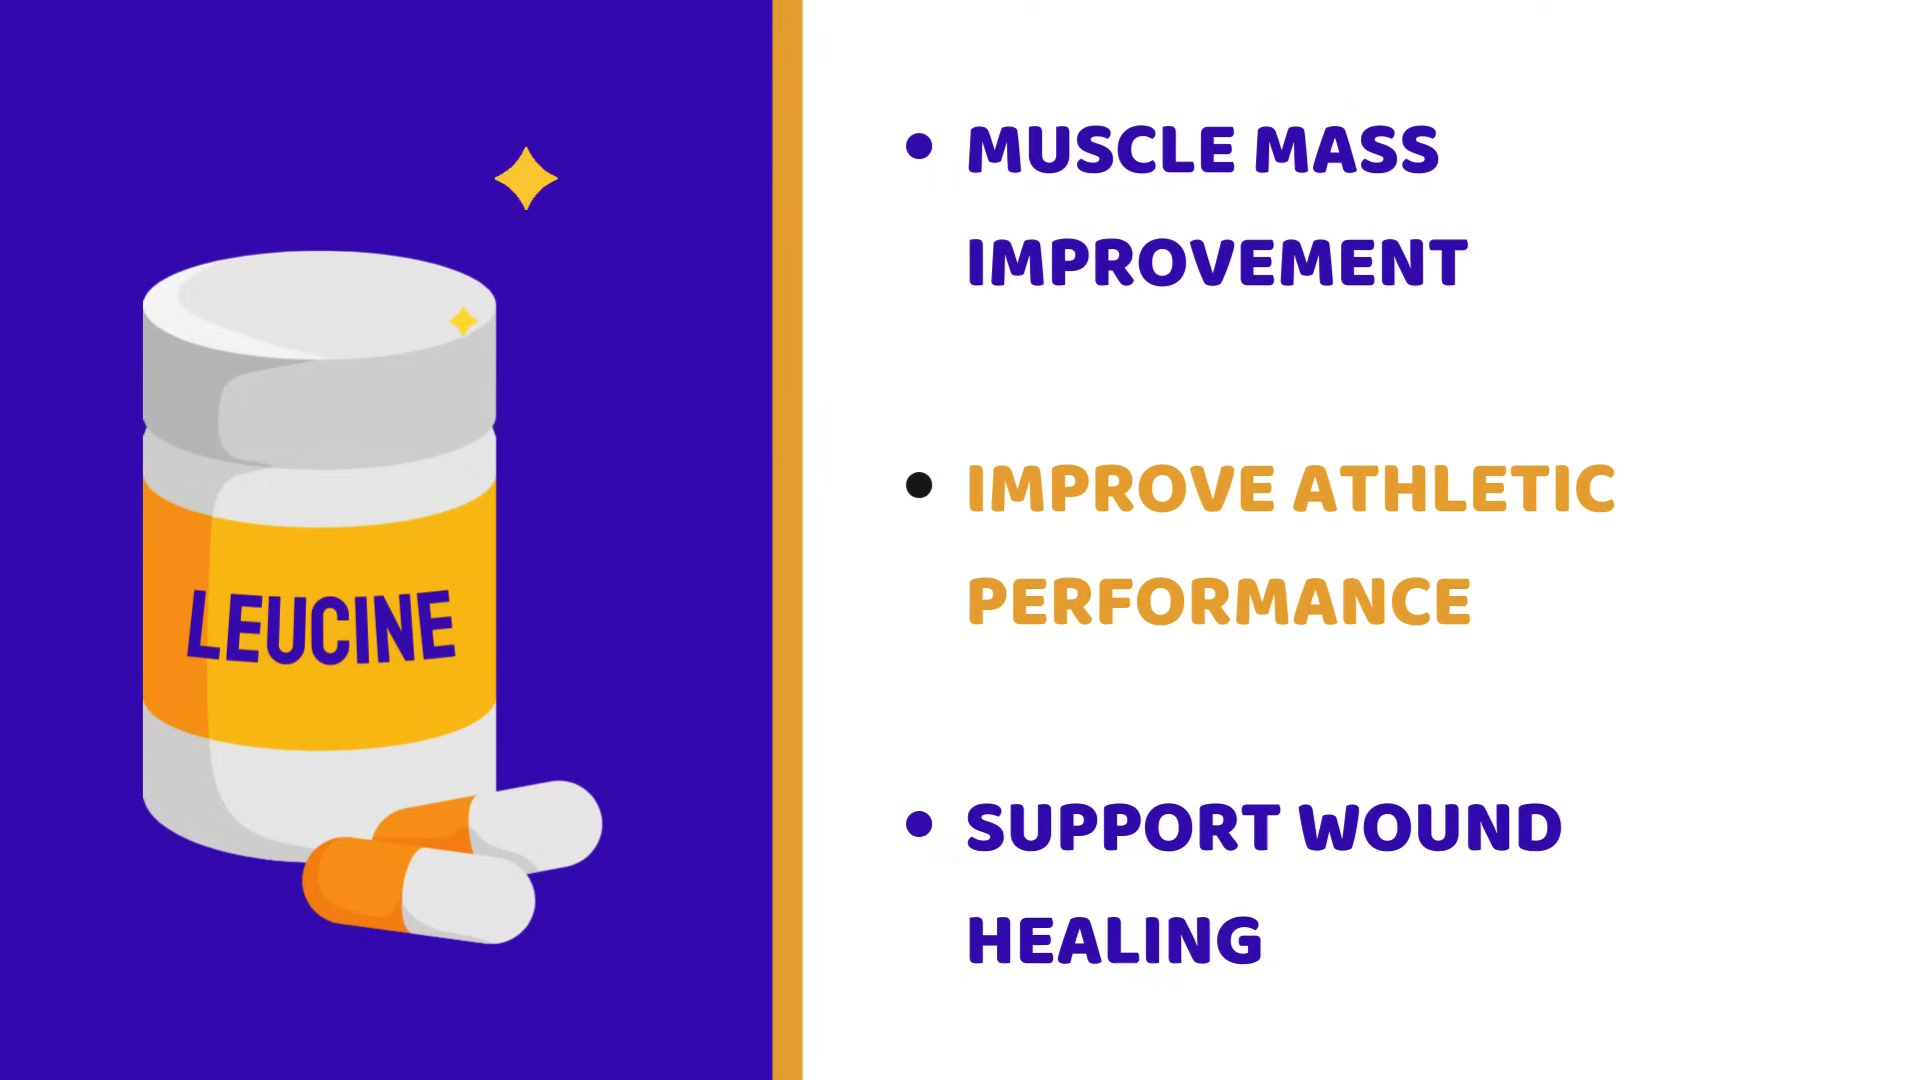 LEUCINE
• MUSCLE MASS
IMPROVEMENT
• IMPROVE ATHLETIC
PERFORMANCE
• SUPPORT WOUND
HEALING